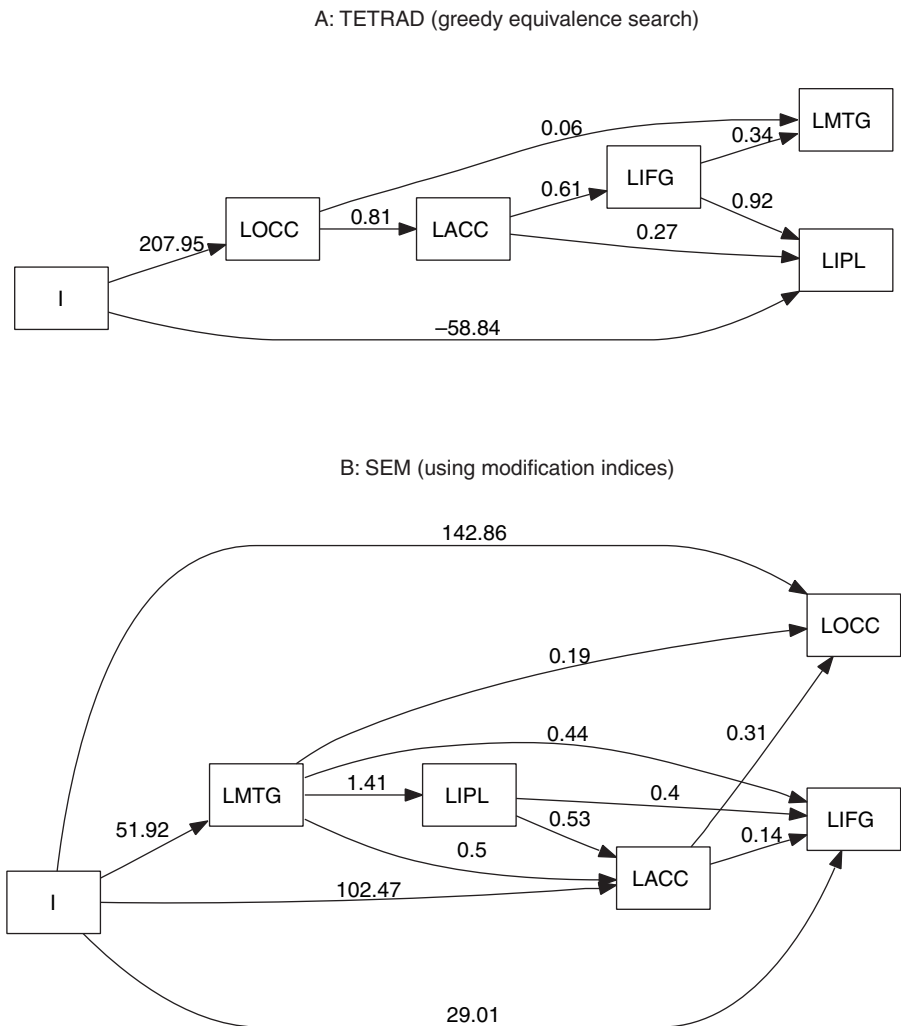 A: TETRAD (greedy equivalence search)
LMTG
0.06
0.34
LIFG
0.61
0.92
LOCC
0.81
LACC
0.27
207.95
LIPL
I
–58.84
B: SEM (using modification indices)
142.86
LOCC
0.19
0.31
0.44
LMTG
1.41
LIPL
0.4
LIFG
0.53
51.92
0.14
0.5
LACC
I
102.47
29.01